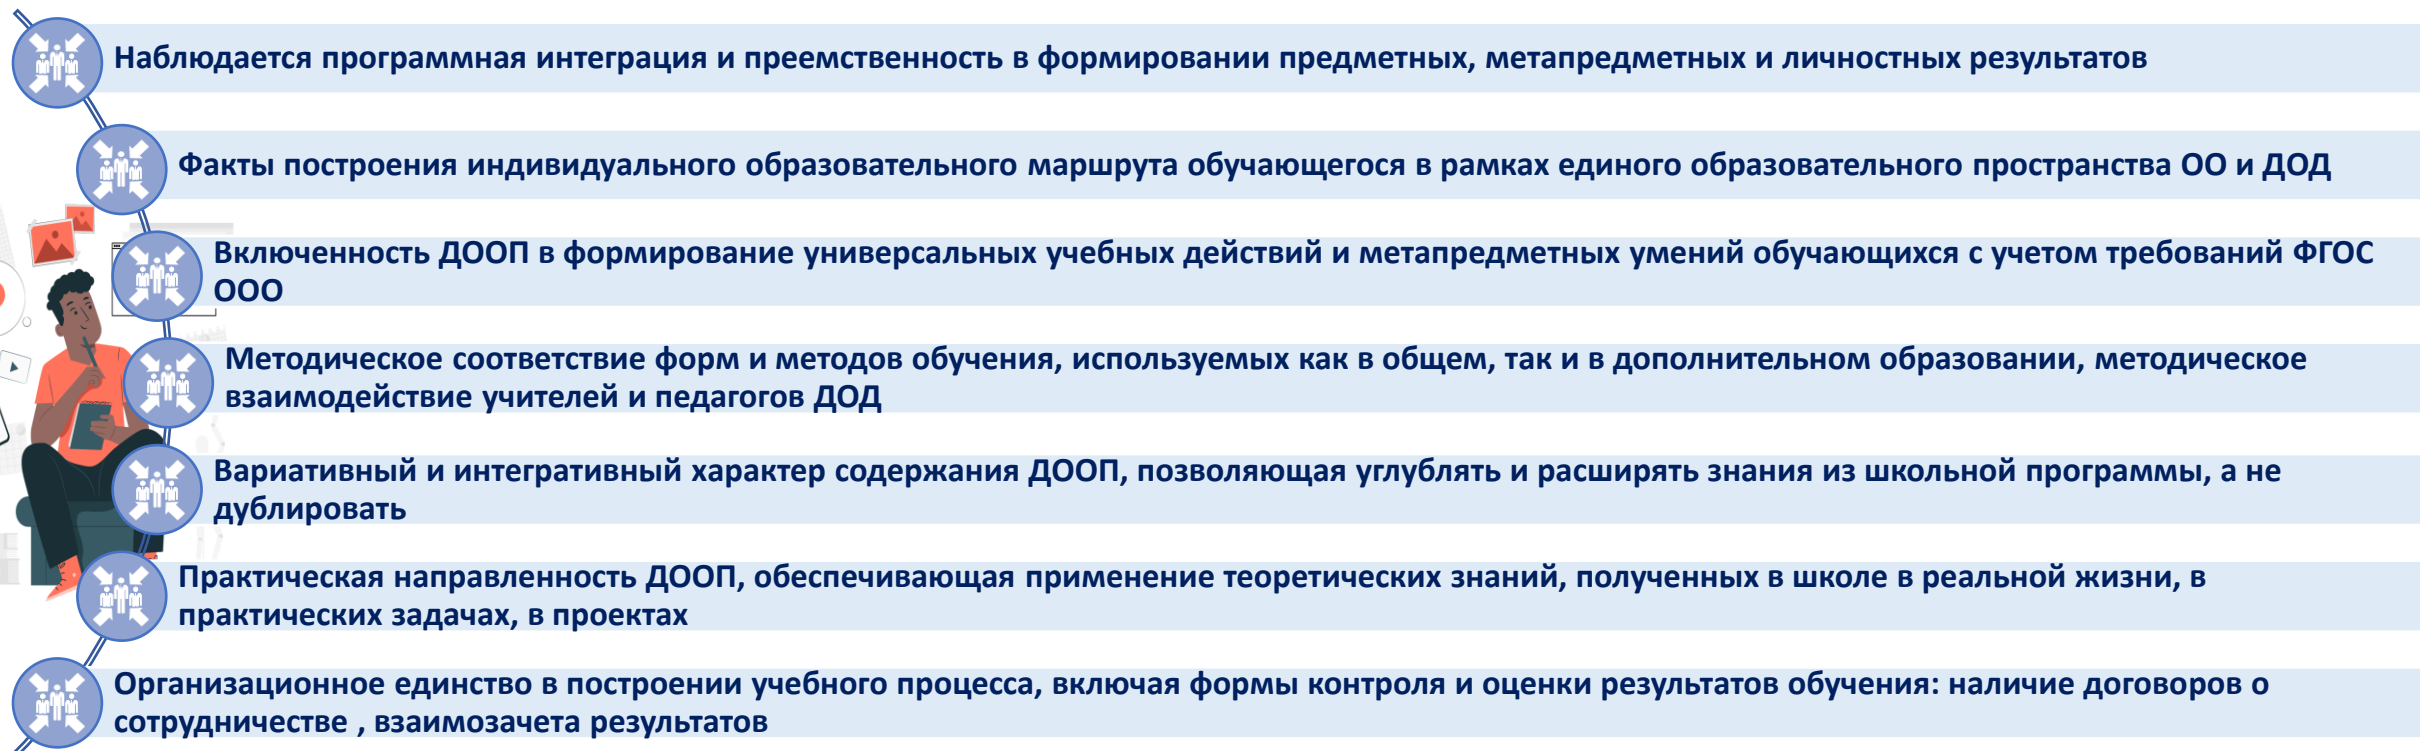 Наблюдается программная интеграция и преемственность в формировании предметных, метапредметных и личностных результатов
Факты построения индивидуального образовательного маршрута обучающегося в рамках единого образовательного пространства ОО и ДОД
Включенность ДООП в формирование универсальных учебных действий и метапредметных умений обучающихся с учетом требований ФГОС
ООО
Методическое соответствие форм и методов обучения, используемых как в общем, так и в дополнительном образовании, методическое
взаимодействие учителей и педагогов ДОД
Вариативный и интегративный характер содержания ДООП, позволяющая углублять и расширять знания из школьной программы, а не
дублировать
Практическая направленность ДООП, обеспечивающая применение теоретических знаний, полученных в школе в реальной жизни, в
практических задачах, в проектах
Организационное единство в построении учебного процесса, включая формы контроля и оценки результатов обучения: наличие договоров о
сотрудничестве , взаимозачета результатов